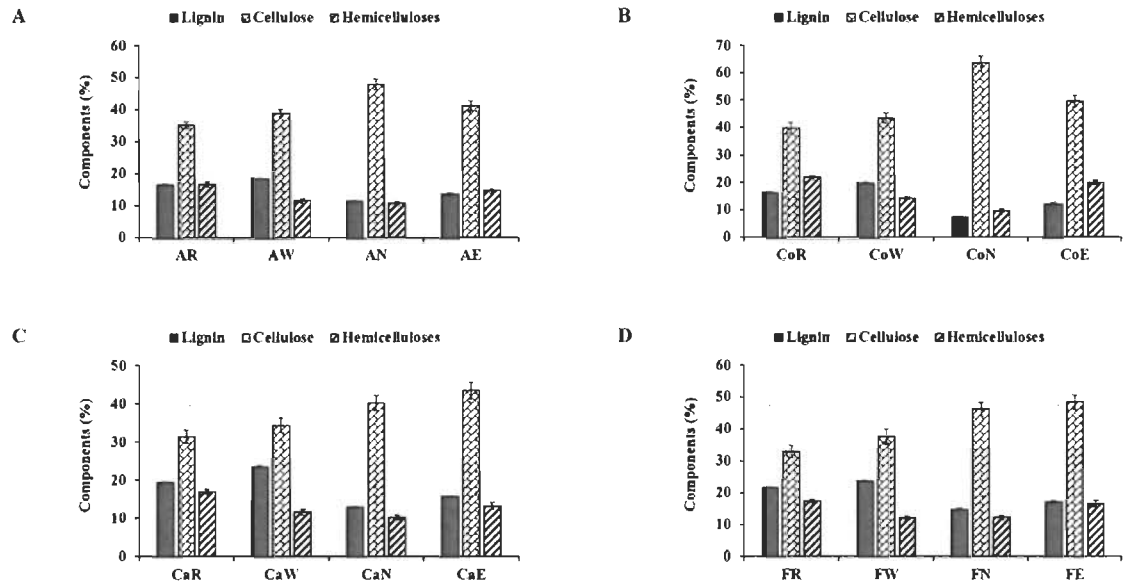 A
Lignin Cellulose Hemicelluloses
Components (%)
60
50
40
30
20
10
0
AR AW AN AE
B
Lignin Cellulose Hemicelluloses
Components (%)
70
60
50
40
30
20
10
0
CoR CoW CoN CoE
C
Lignin Cellulose Hemicelluloses
Components (%)
50
40
30
20
10
0
CaR CaW CaN CaE
D
Lignin Cellulose Hemicelluloses
Components (%)
60
50
40
30
20
10
0
FR FW FN FE